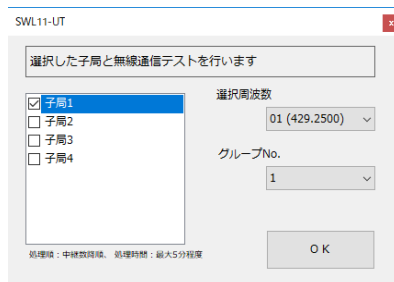 SWL11-UT
選択した子局と無線通信テストを行います
子局1
子局2
子局3
子局4
選択周波数
01 (429.2500)
グループNo.
1
処理順：中継数降順、 処理時間：最大5分程度
ＯＫ